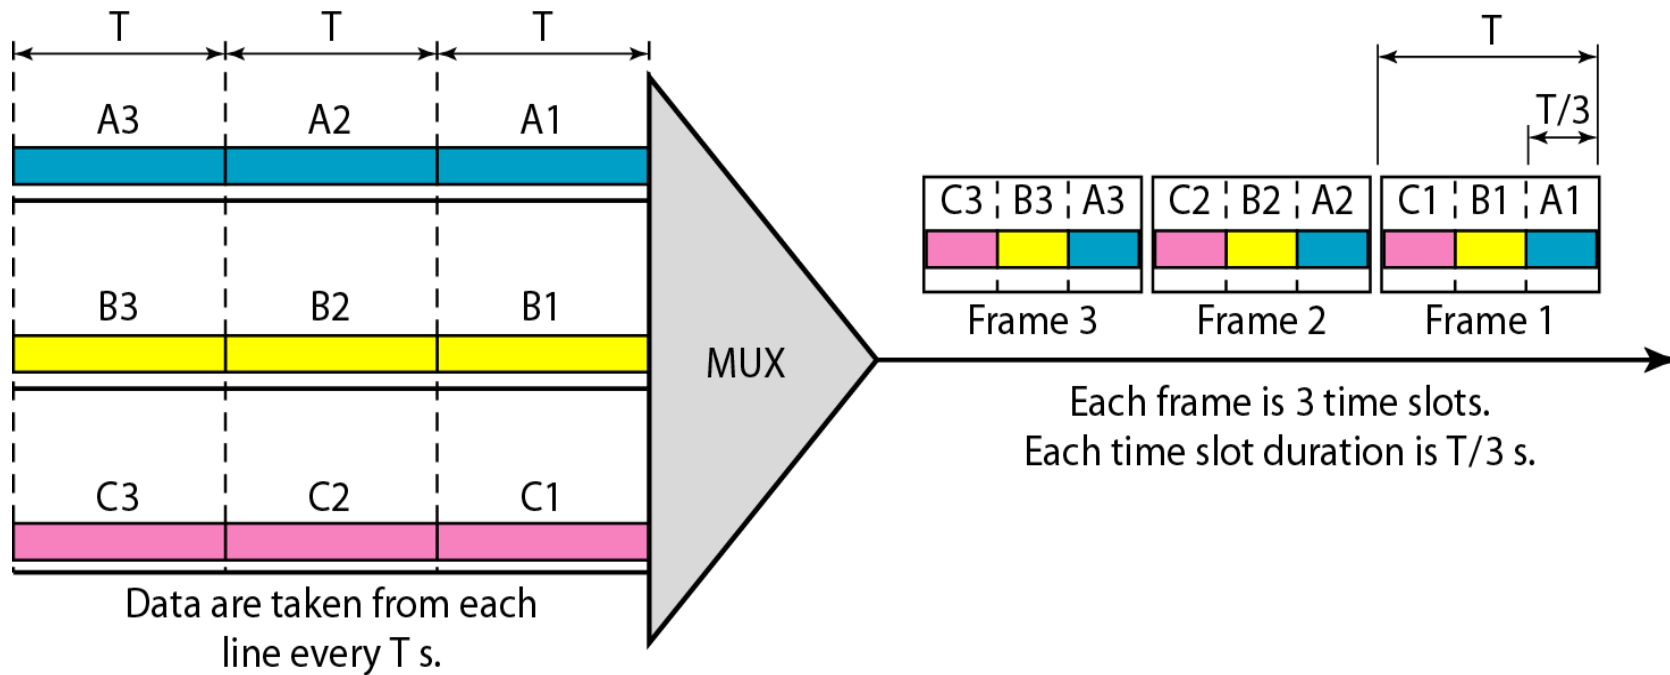 T T T
T
T/3
A3 A2 A1
C3 B3 A3 C2 B2 A2 C1 B1 A1
B3 B2 B1
Frame 3 Frame 2 Frame 1
MUX
Each frame is 3 time slots.
Each time slot duration is T/3 s.
C3 C2 C1
Data are taken from each
line every T s.